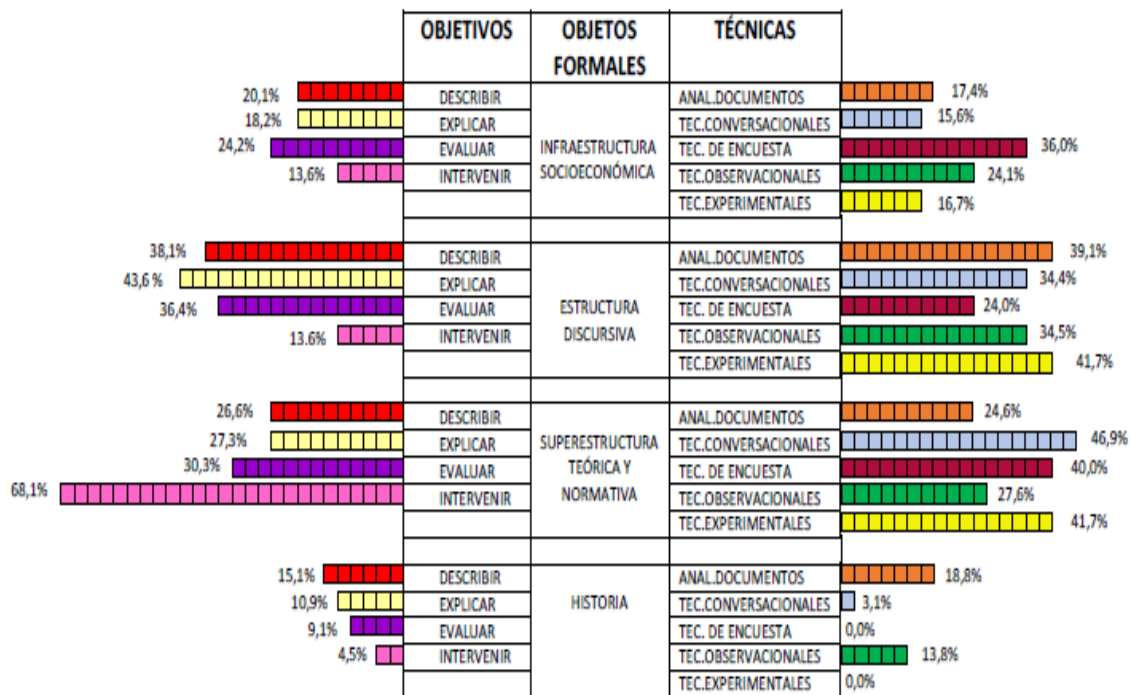 OBJETIVOS OBJETOS FORMALES TÉCNICAS
20,1% DESCRIBIR ANAL.DOCUMENTOS 17,4%
18,2% EXPLICAR TEC.CONVERSACIONALES 15,6%
24,2% EVALUAR INFRAESTRUCTURA TEC. DE ENCUESTA 36,0%
13,6% INTERVENIR SOCIOECONÓMICA TEC.OBSERVACIONALES 24,1%
TEC.EXPERIMENTALES 16,7%
38,1% DESCRIBIR ANAL.DOCUMENTOS 39,1%
43,6 % EXPLICAR TEC.CONVERSACIONALES 34,4%
36,4% EVALUAR ESTRUCTURA TEC. DE ENCUESTA 24,0%
13.6% INTERVENIR DISCURSIVA TEC.OBSERVACIONALES 34,5%
TEC.EXPERIMENTALES 41,7%
26,6% DESCRIBIR ANAL.DOCUMENTOS 24,6%
27,3% EXPLICAR SUPERESTRUCTURA TEC.CONVERSACIONALES 46,9%
30,3% EVALUAR TEÓRICA Y TEC. DE ENCUESTA 40,0%
68,1% INTERVENIR NORMATIVA TEC.OBSERVACIONALES 27,6%
TEC.EXPERIMENTALES 41,7%
15,1% DESCRIBIR ANAL.DOCUMENTOS 18,8%
10,9% EXPLICAR HISTORIA TEC.CONVERSACIONALES 3,1%
9,1% EVALUAR TEC. DE ENCUESTA 0,0%
4,5% INTERVENIR TEC.OBSERVACIONALES 13,8%
TEC.EXPERIMENTALES 0,0%